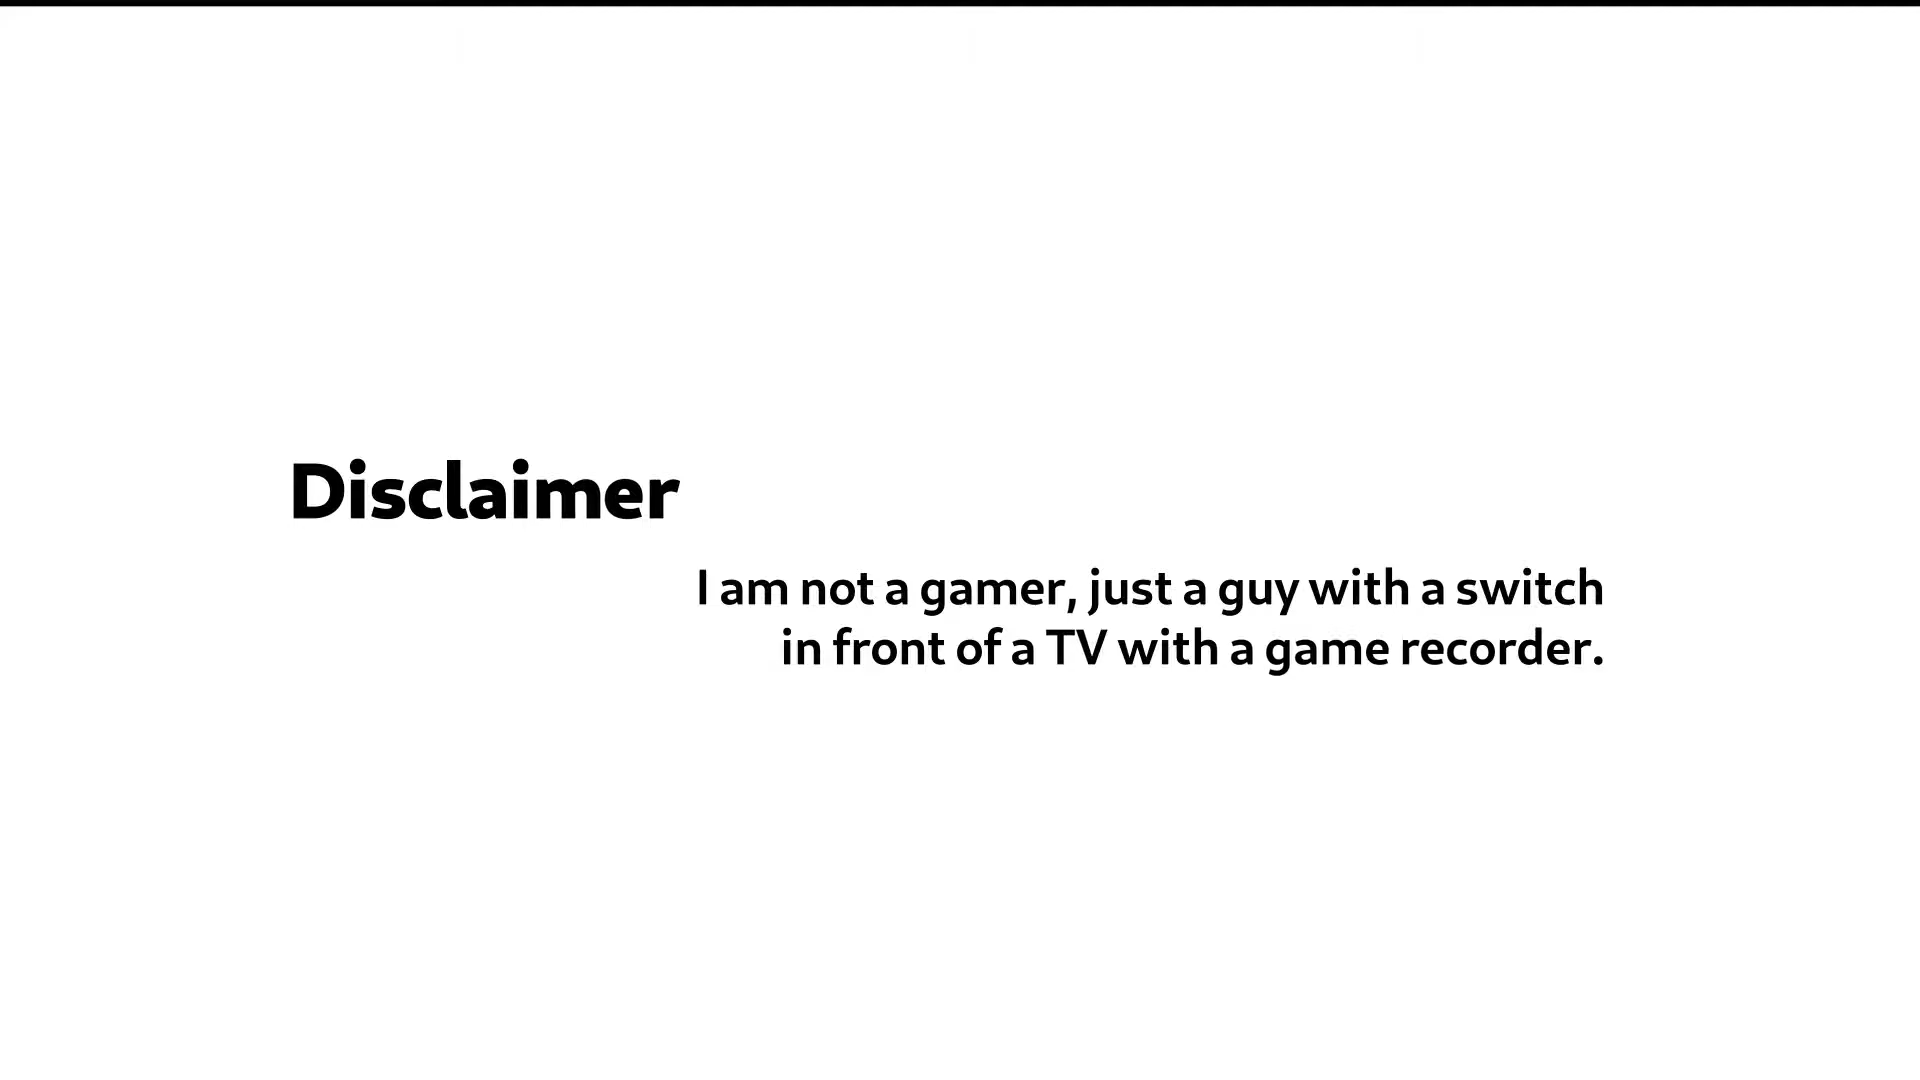 Disclaimer
I am not a gamer, just a guy with a switch
in front of a TV with a game recorder.